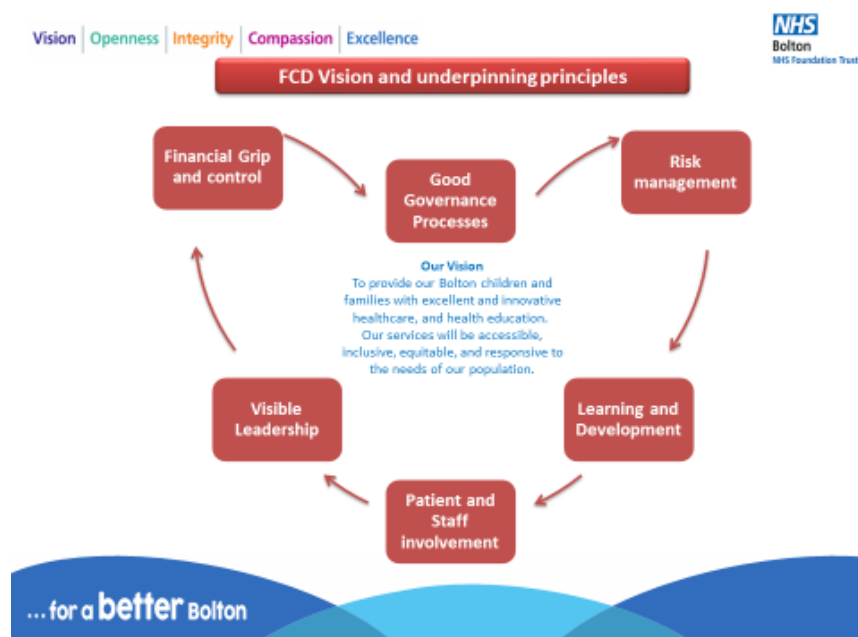 Vision | Openness | Integrity | Compassion | Excellence
NHS
Bolton
NHS Foundation Trust
FCD Vision and underpinning principles
Financial Grip
and control
Good
Governance
Processes
Risk
management
Our Vision
To provide our Bolton children and
families with excellent and innovative
healthcare, and health education.
Our services will be accessible,
inclusive, equitable, and responsive to
the needs of our population.
Visible
Leadership
Learning and
Development
Patient and
Staff
involvement
...for a better Bolton